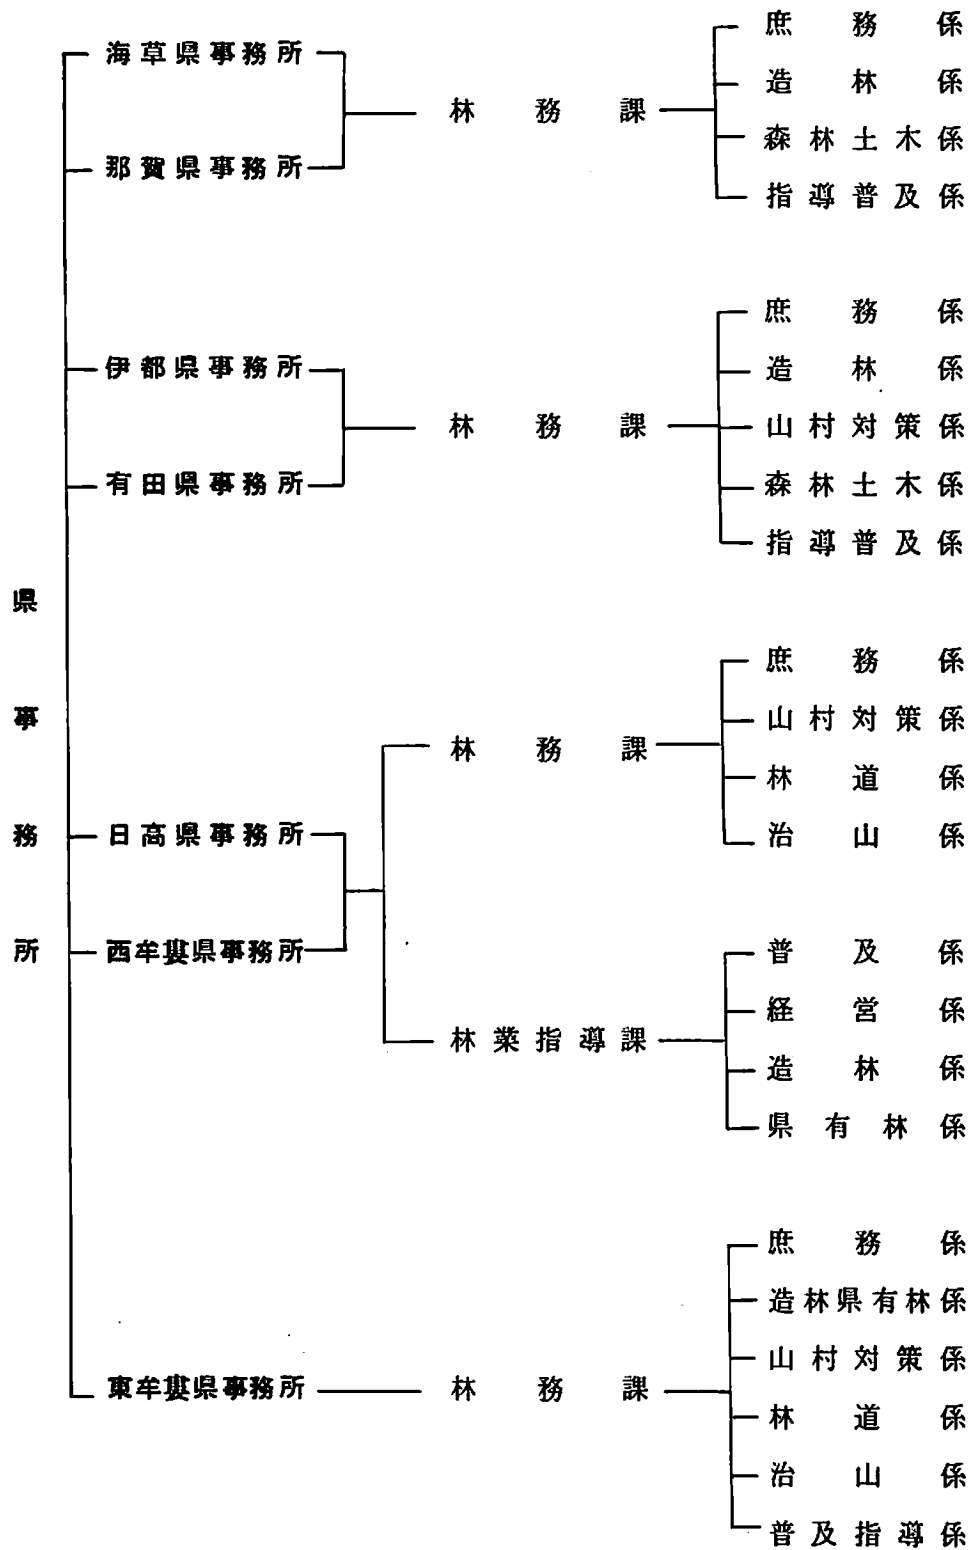 県事務所
海草県事務所
那賀県事務所
林務課
庶務係
造林係
森林土木係
指導普及係
伊都県事務所
有田県事務所
林務課
庶務係
造林係
山村対策係
森林土木係
指導普及係
日高県事務所
西牟婁県事務所
林務課
庶務係
山村対策係
林道係
治山係
林業指導課
普及係
経営係
造林係
県有林係
東牟婁県事務所
林務課
庶務係
造林県有林係
山村対策係
林道係
治山係
普及指導係